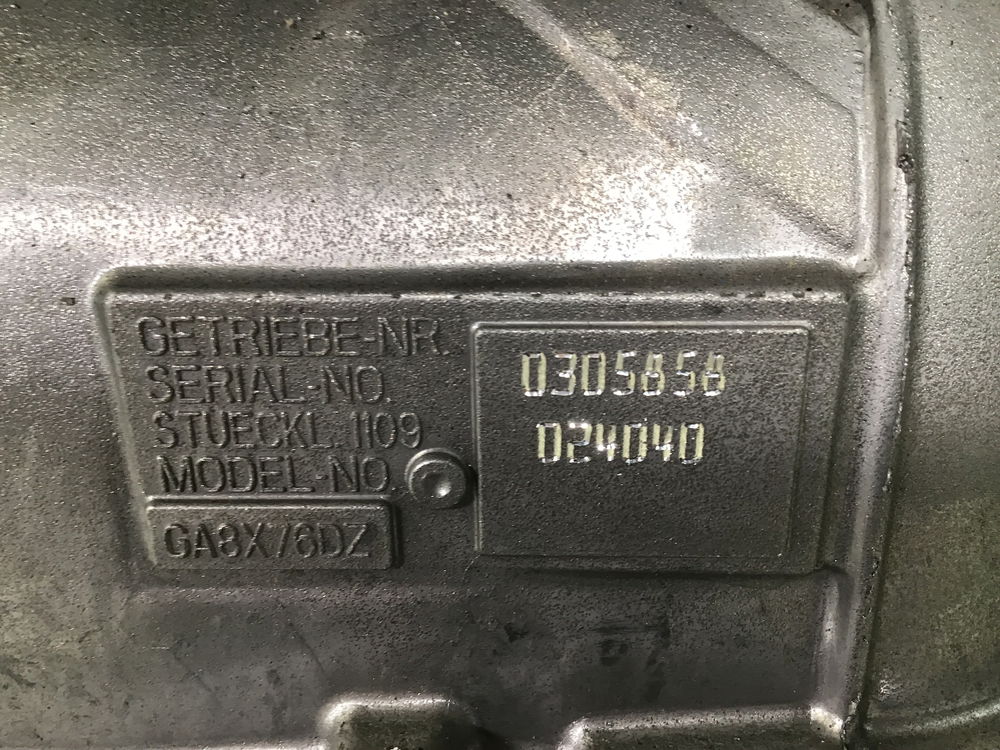 GETRIEBE-NR.
SERIAL-NO.
STUECKL. 1109
MODEL-NO.
GA8X76DZ
0305858
024040